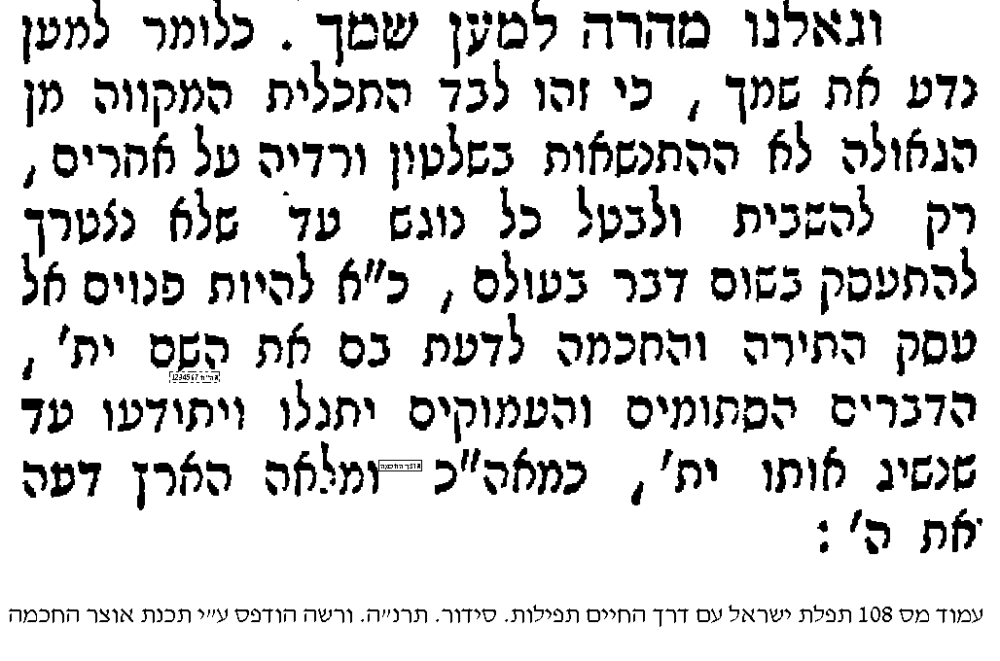 וגאלנו מהרה למען שמך. כלומר למען
נדע את שמך, כי זהו לבד התכלית המקווה מן
הגאולה לא ההתנשאות בשלטון ורדיה על אחרים,
רק להשבית ולבטל כל נוגש עד שלא נצטרך
להתעסק בשום דבר בעולם, כ"א להיות פנוים אל
עסק התורה והחכמה לדעת בם את השם ית',
הדברים הסתומים והעמוקים יתגלו ויתודעו עד
שנשיג אותו ית', כמאה"כ ומלאה הארץ דעה
את ה':
עמוד מס 108 תפלת ישראל עם דרך החיים תפילות. סידור. תרנ"ה. ורשה הודפס ע"י תכנת אוצר החכמה